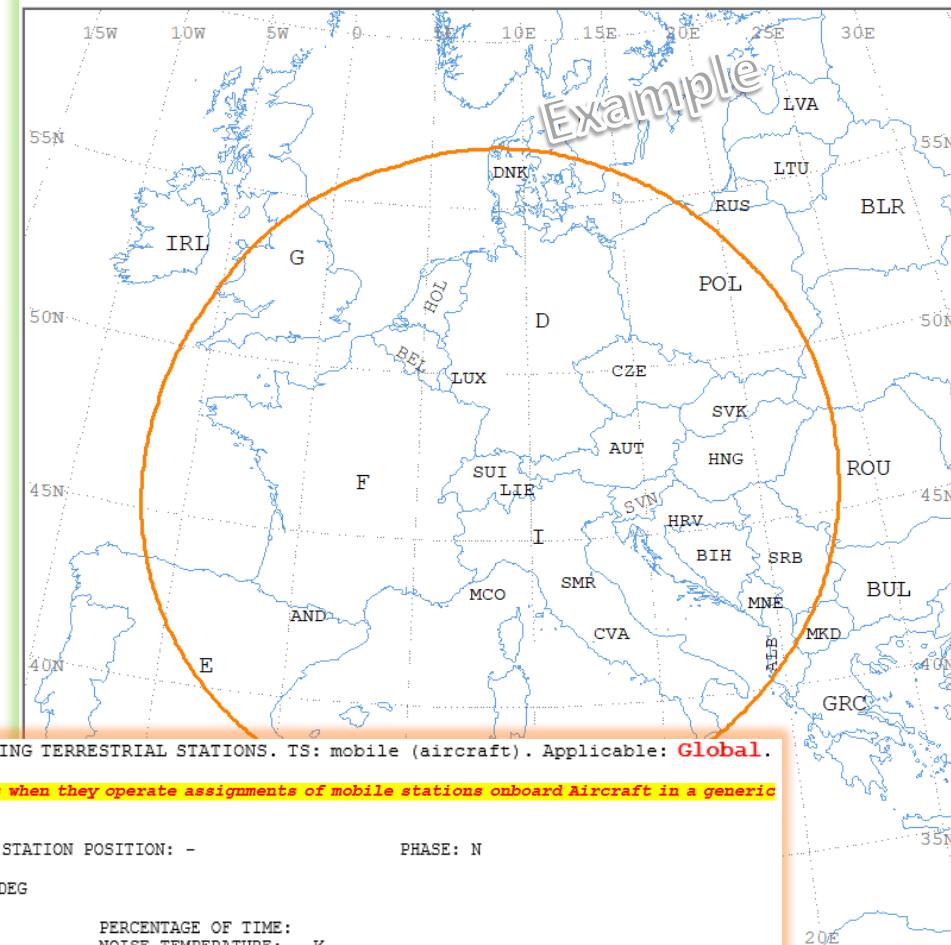 15W 10W 5W 0 5E 10E 15E 20E 25E 30E
Example
LVA
55N
55N
LTU
DNK
RUS
BLR
IRL
G
POL
HOL
50N
D
50N
BEL
CZE
LUX
SVK
AUT
HNG
SUI
ROU
F
LIE
45N
45N
SVN
HRV
I
BIH
SRB
SMR
BUL
MCO
MNE
AND
CVA
MKD
ALB
40N
E
40N
GRC
ING TERRESTRIAL STATIONS. TS: mobile (aircraft). Applicable: Global.
when they operate assignments of mobile stations onboard Aircraft in a generic
35N
STATION POSITION: - PHASE: N
DEG
PERCENTAGE OF TIME:
NOISE TEMPERATURE: K
20E